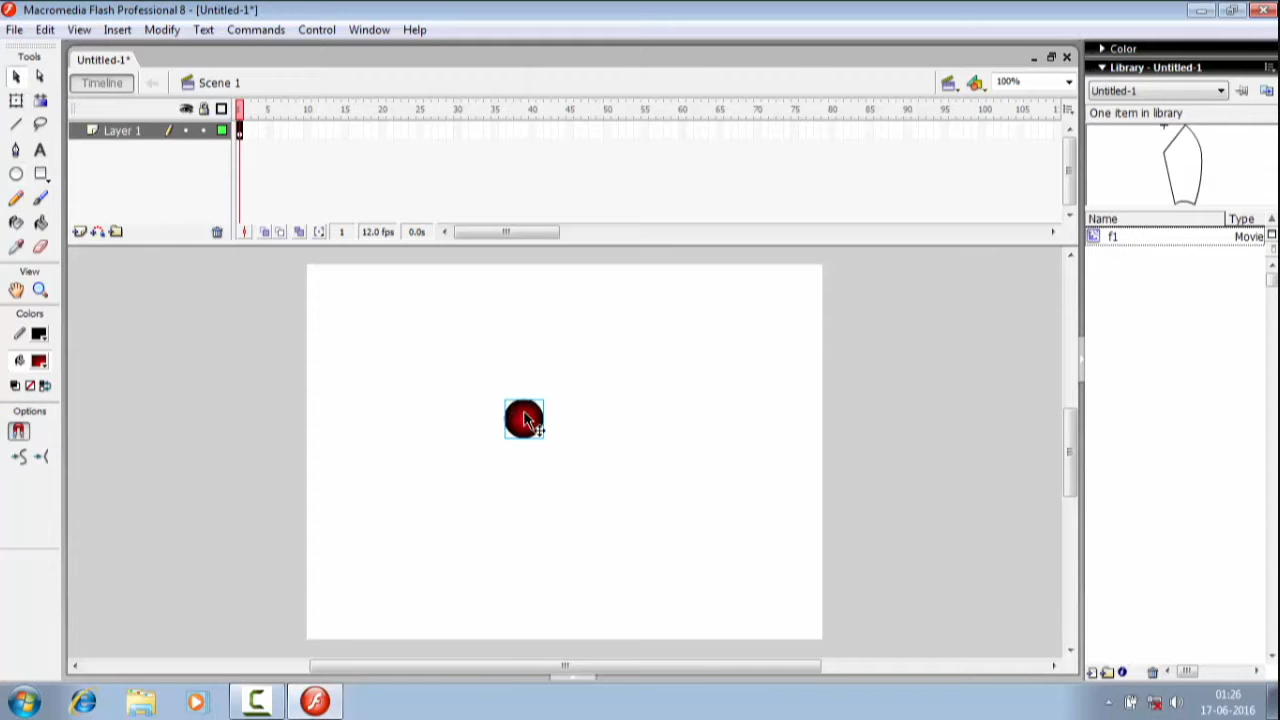 Macromedia Flash Professional 8 - [Untitled-1*]
File Edit View Insert Modify Text Commands Control Window Help
Tools
View
Colors
Options
Untitled-1*
Timeline
Scene 1
100%
5 10 15 20 25 30 35 40 45 50 55 60 65 70 75 80 85 90 95 100 105
Layer 1
1 12.0 fps 0.0s
Color
Library - Untitled-1
Untitled-1
One item in library
Name Type
f1 Movie
01:26
17-06-2016